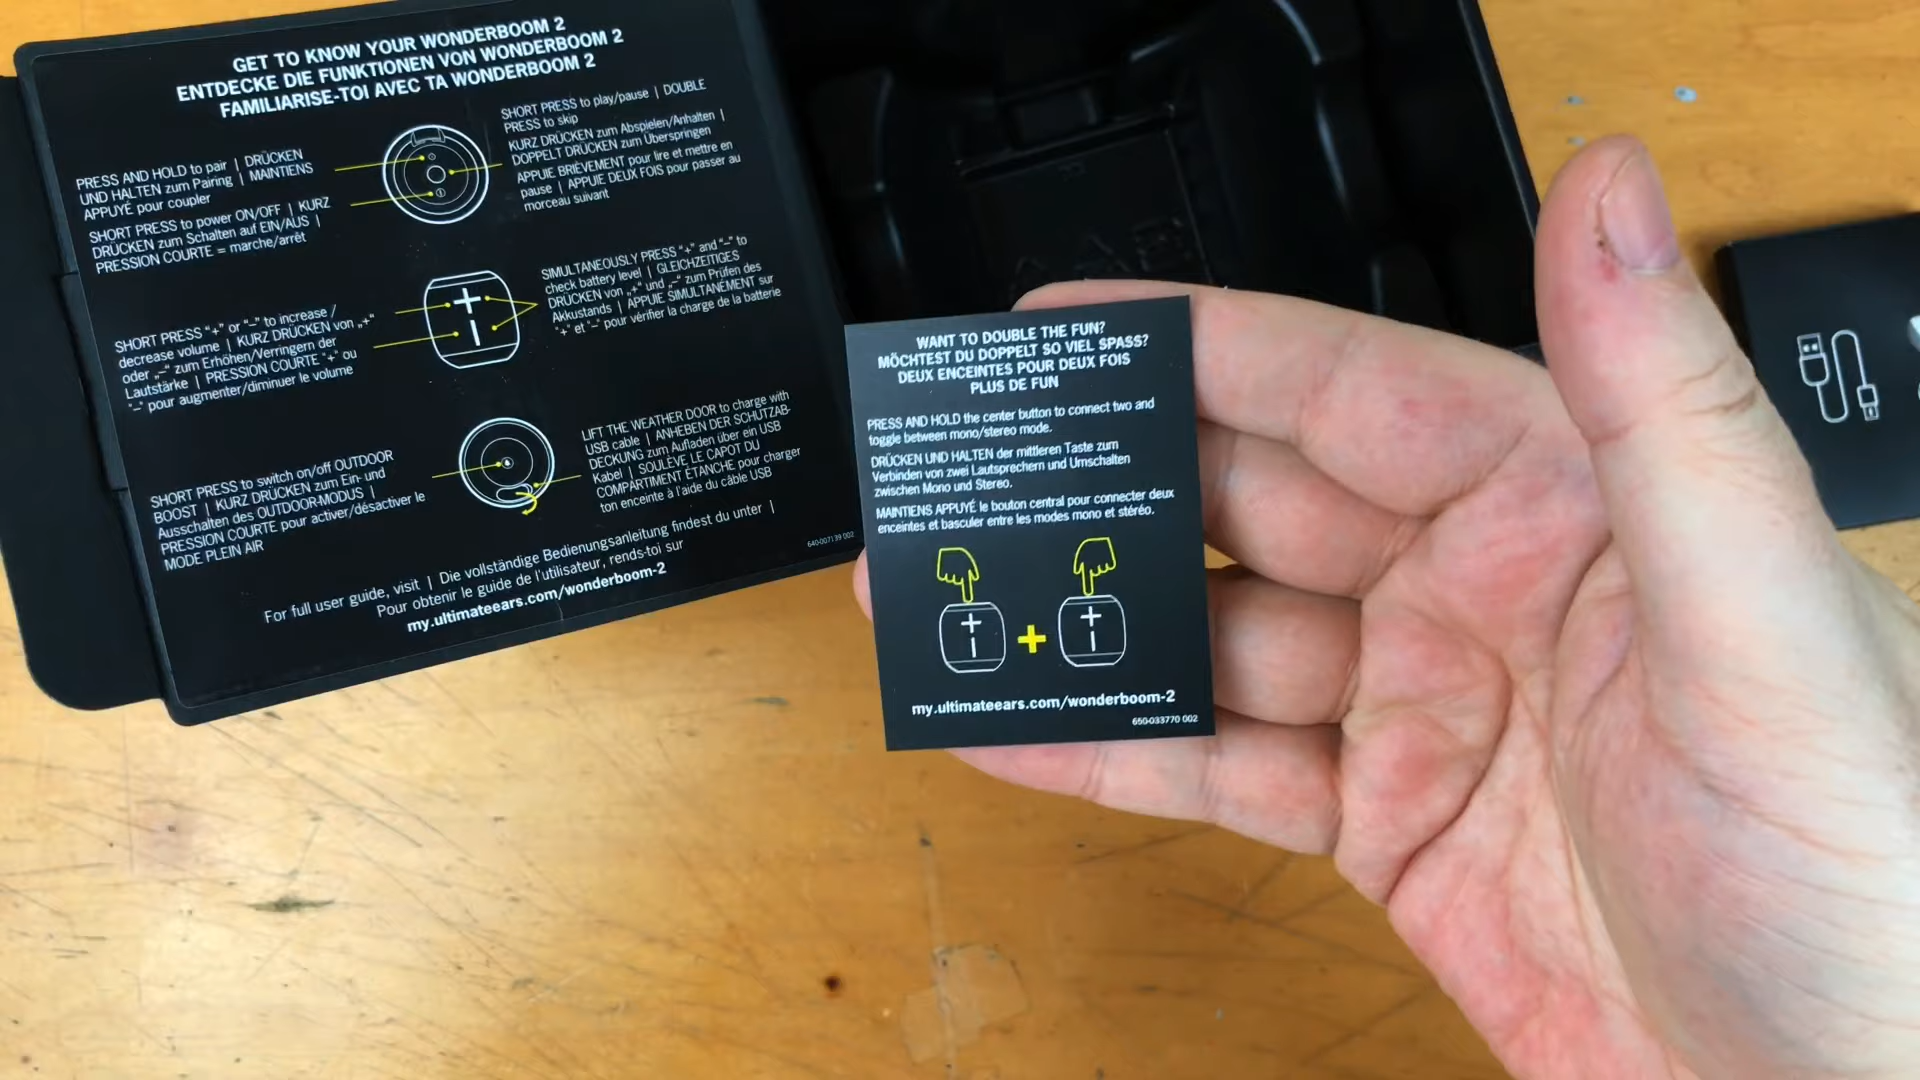 GET TO KNOW YOUR WONDERBOOM 2
ENTDECKE DIE FUNKTIONEN VON WONDERBOOM 2
FAMILIARISE-TOI AVEC TA WONDERBOOM 2
PRESS AND HOLD to pair | DRÜCKEN
UND HALTEN zum Pairing | MAINTIENS
APPUYÉ pour coupler
SHORT PRESS to power ON/OFF | KURZ
DRÜCKEN zum Schalten auf EIN/AUS |
PRESSION COURTE = marche/arrêt
SHORT PRESS to play/pause | DOUBLE
PRESS to skip
KURZ DRÜCKEN zum Abspielen/Anhalten |
DOPPELT DRÜCKEN zum Überspringen
APPUIE BRIÈVEMENT pour lire et mettre en
pause | APPUIE DEUX FOIS pour passer au
morceau suivant
SHORT PRESS "+" or "–" to increase /
decrease volume | KURZ DRÜCKEN von „+"
oder „–" zum Erhöhen/Verringern der
Lautstärke | PRESSION COURTE "+" ou
"–" pour augmenter/diminuer le volume
SIMULTANEOUSLY PRESS "+" and "–" to
check battery level | GLEICHZEITIGES
DRÜCKEN von „+" und „–" zum Prüfen des
Akkustands | APPUIE SIMULTANÉMENT sur
"+" et "–" pour vérifier la charge de la batterie
SHORT PRESS to switch on/off OUTDOOR
BOOST | KURZ DRÜCKEN zum Ein- und
Ausschalten des OUTDOOR-MODUS |
PRESSION COURTE pour activer/désactiver le
MODE PLEIN AIR
LIFT THE WEATHER DOOR to charge with
USB cable | ANHEBEN DER SCHUTZAB-
DECKUNG zum Aufladen über ein USB
Kabel | SOULÈVE LE CAPOT DU
COMPARTIMENT ÉTANCHE pour charger
ton enceinte à l'aide du câble USB
For full user guide, visit | Die vollständige Bedienungsanleitung findest du unter |
Pour obtenir le guide de l'utilisateur, rends-toi sur
my.ultimateears.com/wonderboom-2
640-007139 002
WANT TO DOUBLE THE FUN?
MÖCHTEST DU DOPPELT SO VIEL SPASS?
DEUX ENCEINTES POUR DEUX FOIS
PLUS DE FUN
PRESS AND HOLD the center button to connect two and
toggle between mono/stereo mode.
DRÜCKEN UND HALTEN der mittleren Taste zum
Verbinden von zwei Lautsprechern und Umschalten
zwischen Mono und Stereo.
MAINTIENS APPUYÉ le bouton central pour connecter deux
enceintes et basculer entre les modes mono et stéréo.
my.ultimateears.com/wonderboom-2
650-033770 002